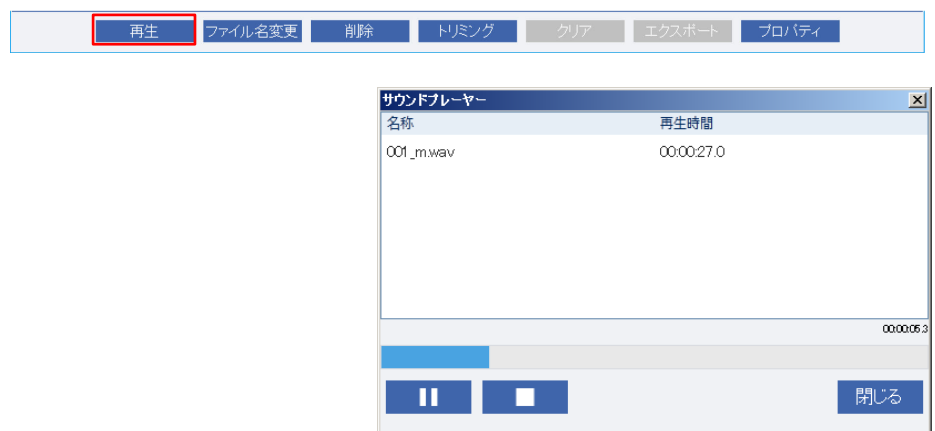 再生 ファイル名変更 削除 トリミング クリア エクスポート プロパティ
サウンドプレーヤー
名称 再生時間
001_m.wav 00:00:27.0
00:00:05.3
閉じる